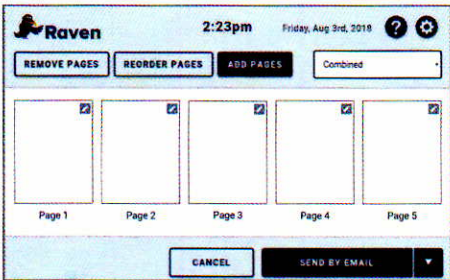 Raven 2:23pm Friday, Aug 3rd, 2018 ?
REMOVE PAGES REORDER PAGES ADD PAGES Combined
Page 1 Page 2 Page 3 Page 4 Page 5
CANCEL SEND BY EMAIL